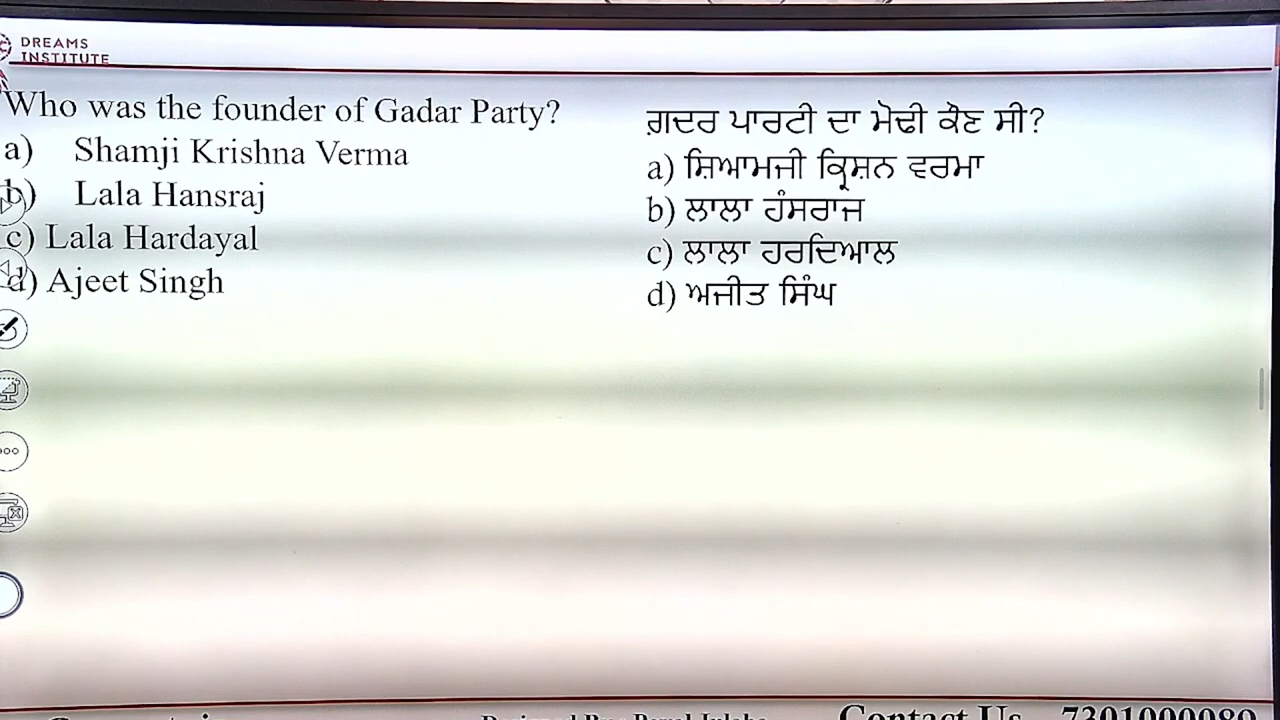 DREAMS
INSTITUTE
Who was the founder of Gadar Party?
a) Shamji Krishna Verma
b) Lala Hansraj
c) Lala Hardayal
d) Ajeet Singh
ਗ਼ਦਰ ਪਾਰਟੀ ਦਾ ਮੋਢੀ ਕੌਣ ਸੀ?
a) ਸ਼ਿਆਮਜੀ ਕ੍ਰਿਸ਼ਨ ਵਰਮਾ
b) ਲਾਲਾ ਹੰਸਰਾਜ
c) ਲਾਲਾ ਹਰਦਿਆਲ
d) ਅਜੀਤ ਸਿੰਘ
Contact Us 7301000089